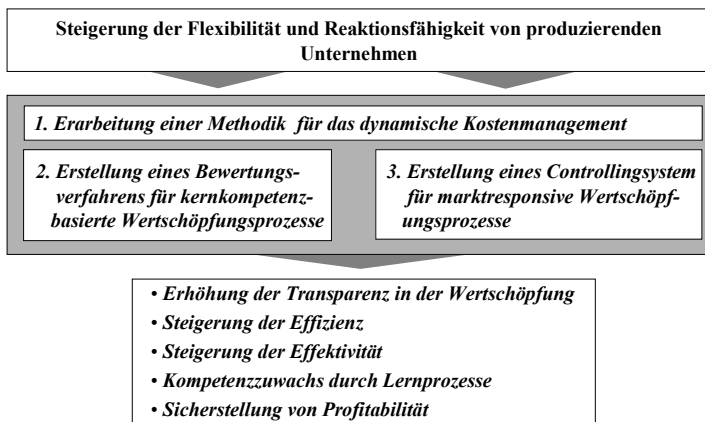 Steigerung der Flexibilität und Reaktionsfähigkeit von produzierenden
Unternehmen
1. Erarbeitung einer Methodik für das dynamische Kostenmanagement
2. Erstellung eines Bewertungs-
verfahrens für kernkompetenz-
basierte Wertschöpfungsprozesse
3. Erstellung eines Controllingsystem
für marktresponsive Wertschöpf-
ungsprozesse
• Erhöhung der Transparenz in der Wertschöpfung
• Steigerung der Effizienz
• Steigerung der Effektivität
• Kompetenzzuwachs durch Lernprozesse
• Sicherstellung von Profitabilität